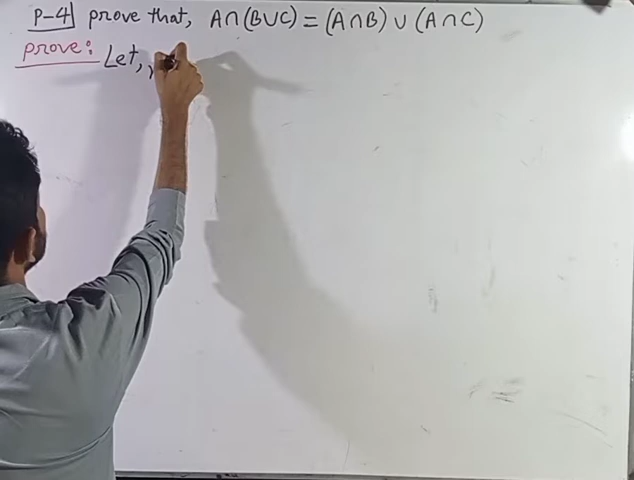 P-4| prove that, A∩(B∪C) = (A∩B) ∪ (A∩C)
prove: Let,